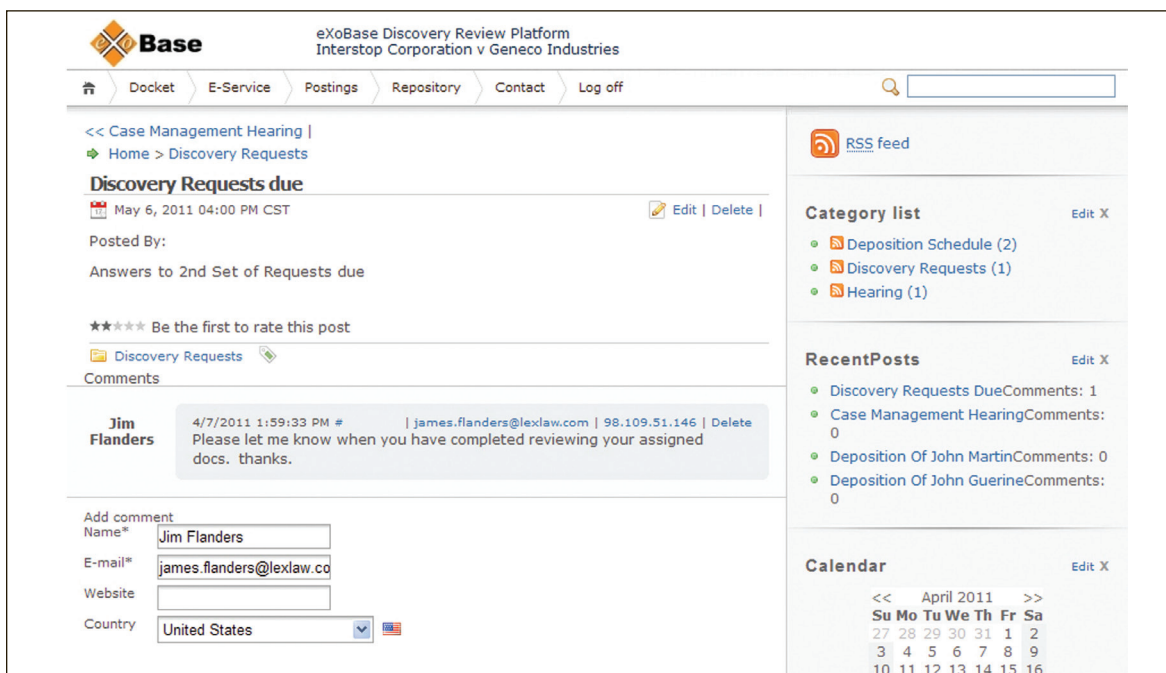 eXoBase
eXoBase Discovery Review Platform
Interstop Corporation v Geneco Industries
Docket E-Service Postings Repository Contact Log off
<< Case Management Hearing |
Home > Discovery Requests
Discovery Requests due
May 6, 2011 04:00 PM CST Edit | Delete |
Posted By:
Answers to 2nd Set of Requests due
Be the first to rate this post
Discovery Requests
Comments
Jim
Flanders
4/7/2011 1:59:33 PM # | james.flanders@lexlaw.com | 98.109.51.146 | Delete
Please let me know when you have completed reviewing your assigned
docs. thanks.
Add comment
Name* Jim Flanders
E-mail* james.flanders@lexlaw.co
Website
Country United States
RSS feed
Category list Edit X
Deposition Schedule (2)
Discovery Requests (1)
Hearing (1)
RecentPosts Edit X
Discovery Requests DueComments: 1
Case Management HearingComments:
0
Deposition Of John MartinComments: 0
Deposition Of John GuerineComments:
0
Calendar Edit X
<< April 2011 >>
Su Mo Tu We Th Fr Sa
27 28 29 30 31 1 2
3 4 5 6 7 8 9
10 11 12 13 14 15 16